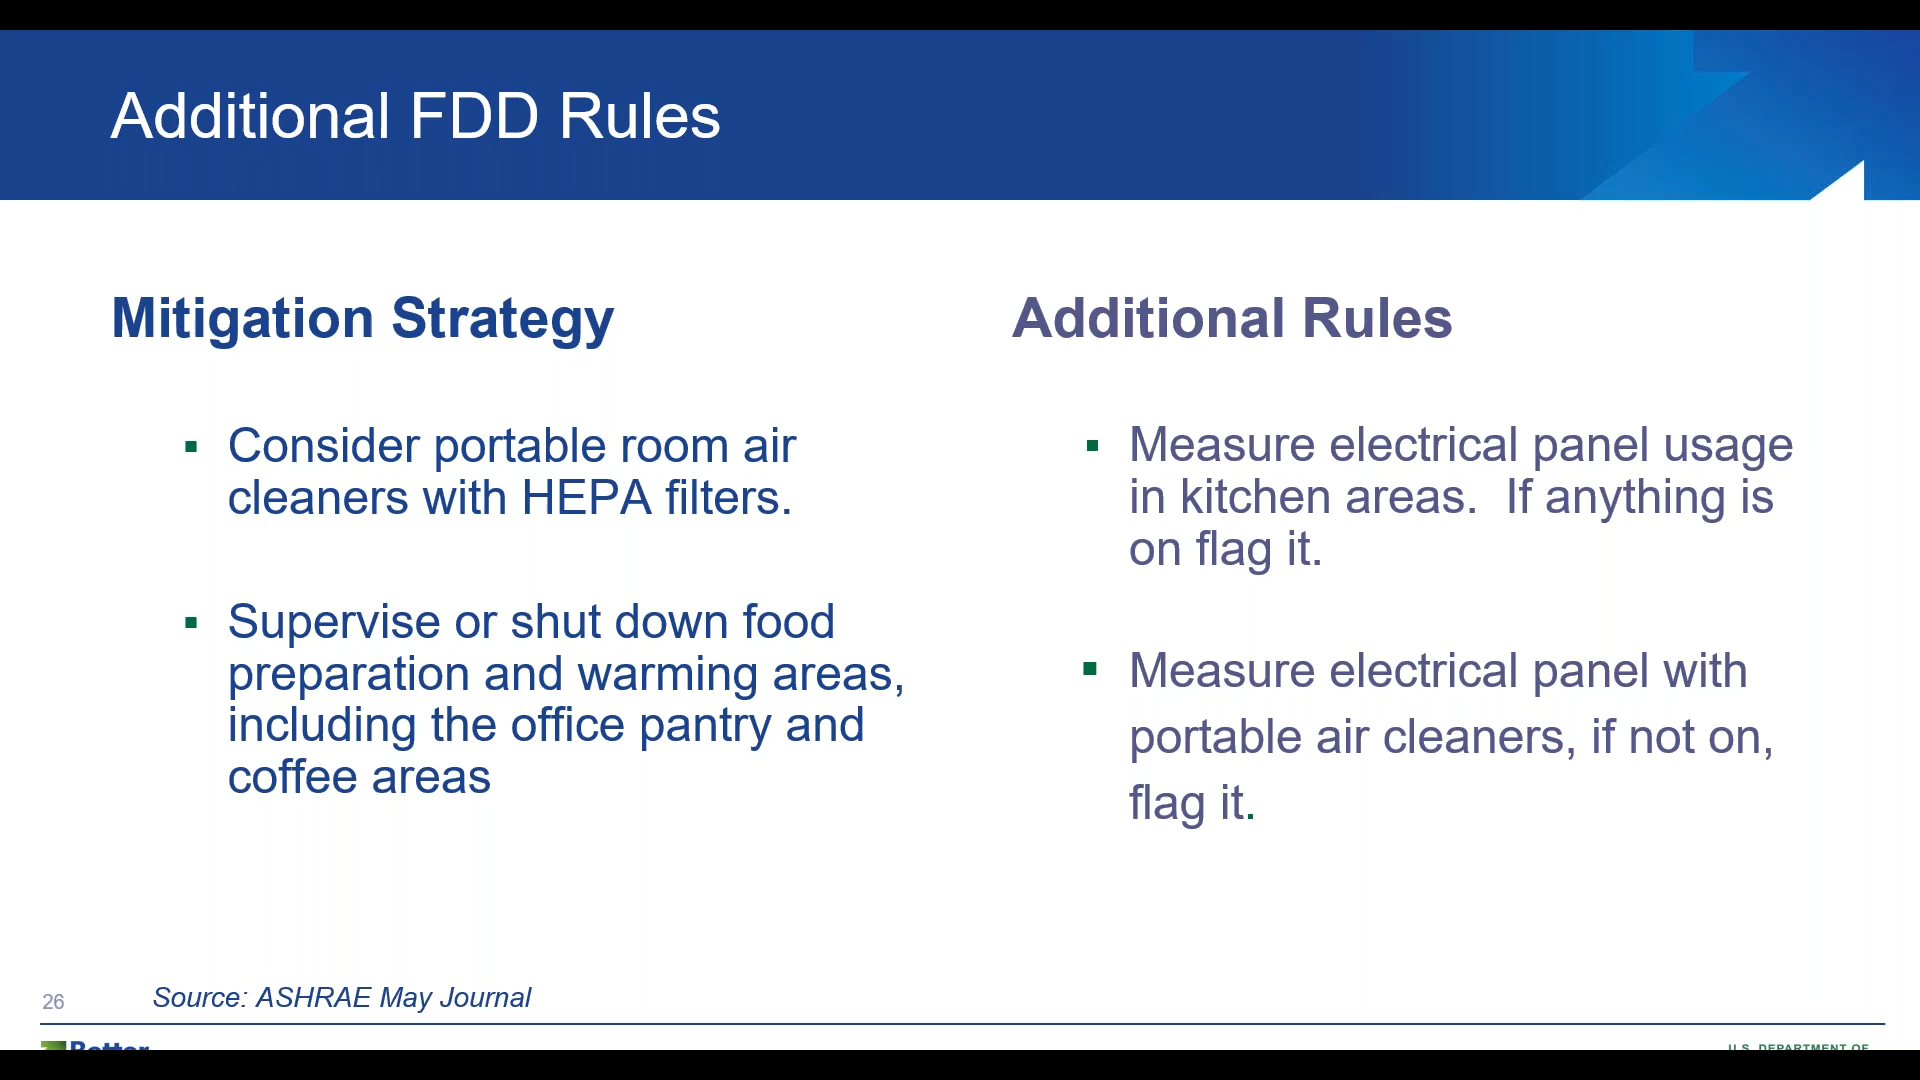 Additional FDD Rules
Mitigation Strategy
▪ Consider portable room air
cleaners with HEPA filters.
▪ Supervise or shut down food
preparation and warming areas,
including the office pantry and
coffee areas
Additional Rules
▪ Measure electrical panel usage
in kitchen areas.  If anything is
on flag it.
▪ Measure electrical panel with
portable air cleaners, if not on,
flag it.
26
Source: ASHRAE May Journal
Better
U.S. DEPARTMENT OF